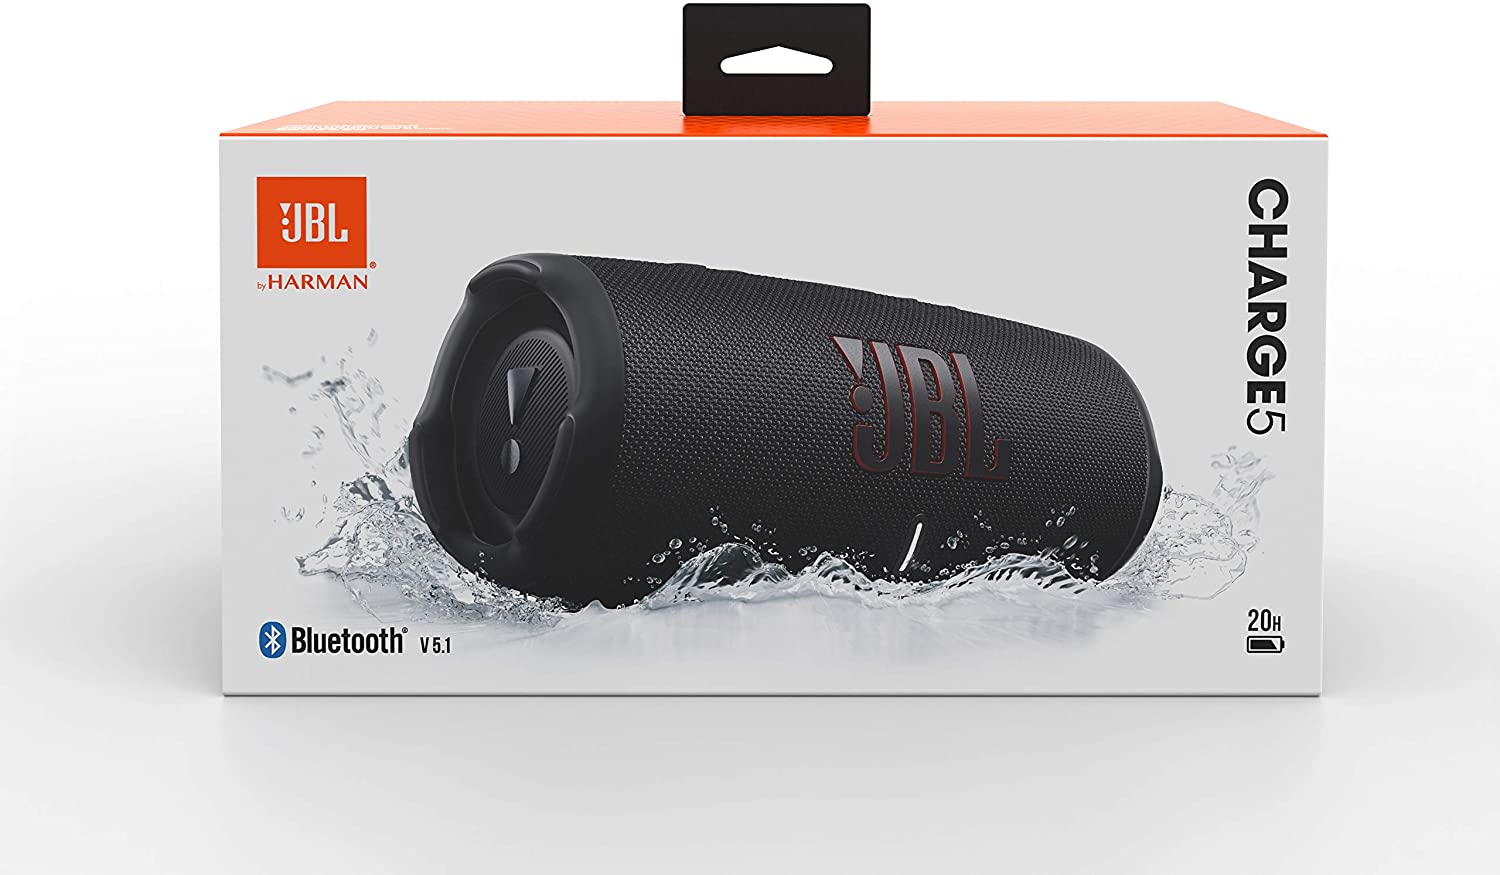 JBL
by HARMAN
JBL
CHARGE5
Bluetooth® V 5.1
20H